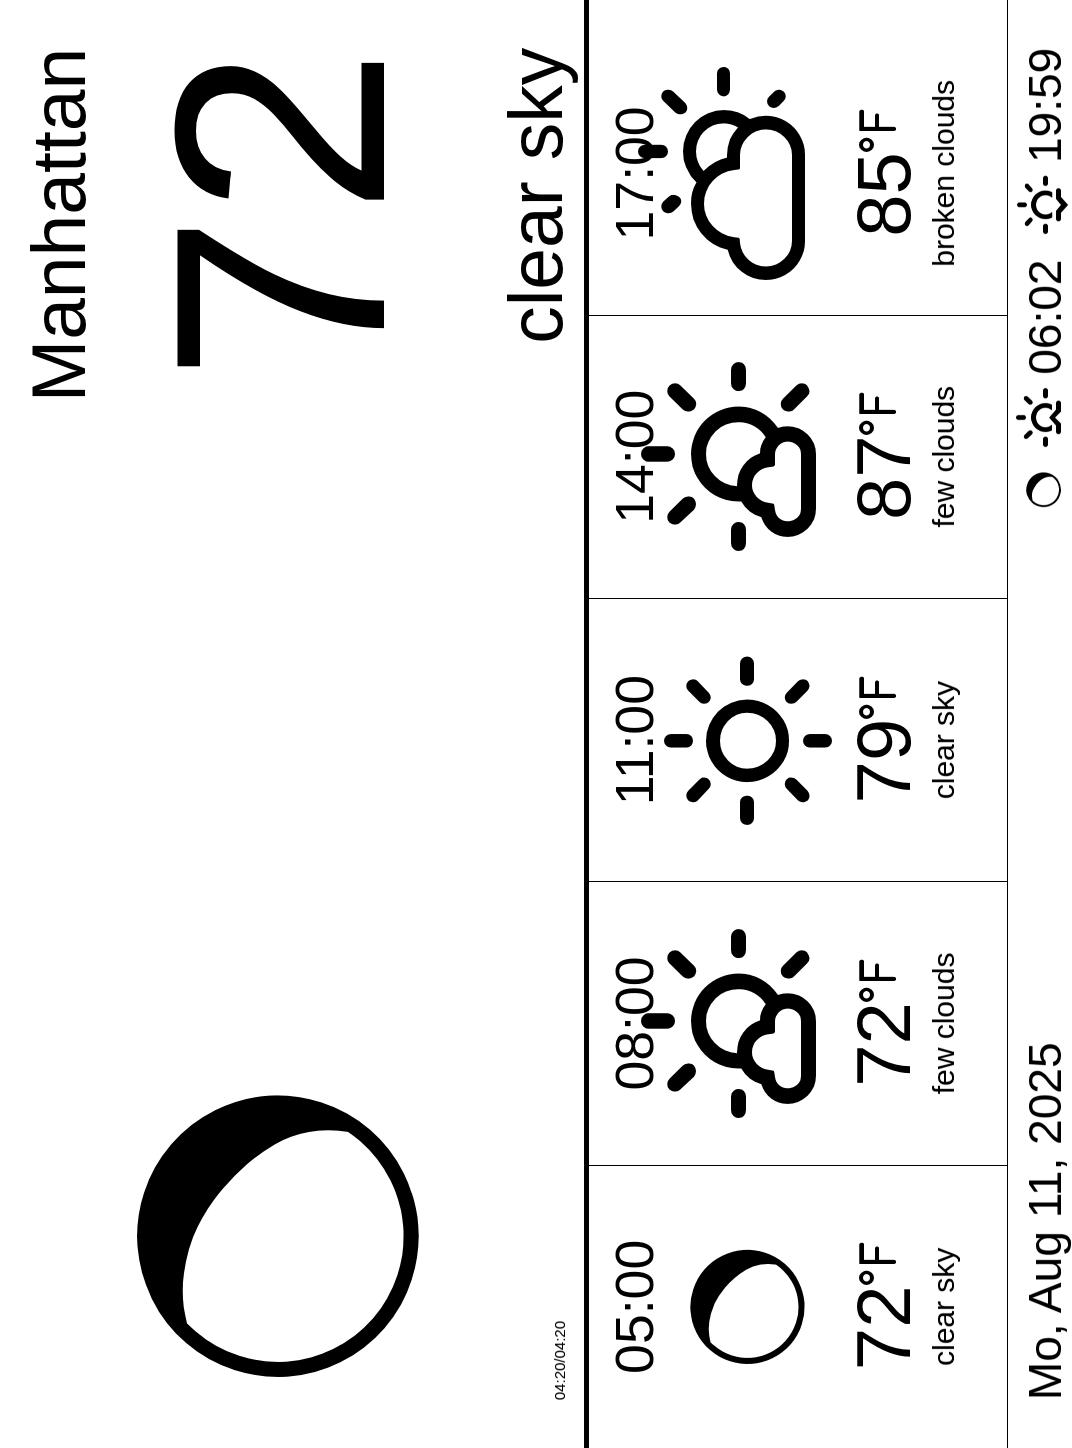 Manhattan
72
clear sky
04:20/04:20
05:00
72°F
clear sky
08:00
72°F
few clouds
11:00
79°F
clear sky
14:00
87°F
few clouds
17:00
85°F
broken clouds
Mo, Aug 11, 2025
06:02
19:59